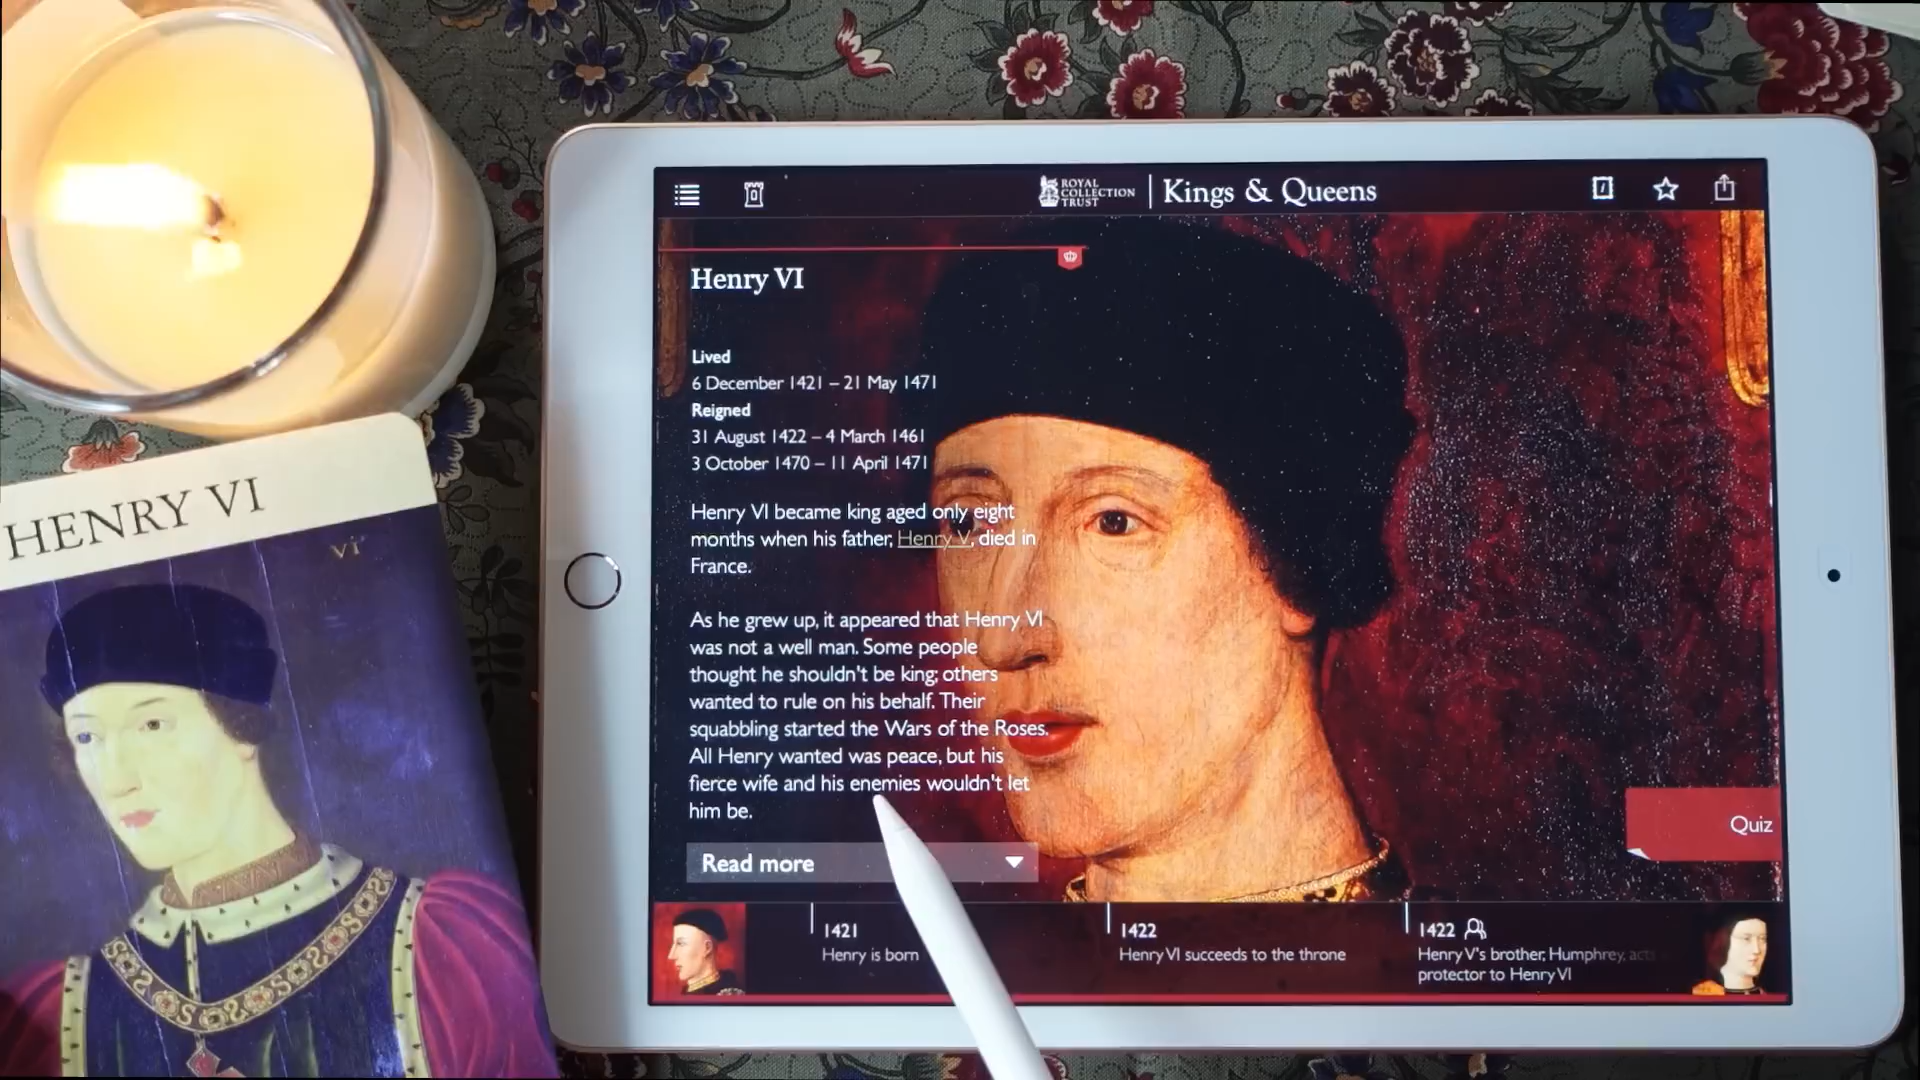 ROYAL
COLLECTION
TRUST
Kings & Queens
Henry VI
Lived
6 December 1421 – 21 May 1471
Reigned
31 August 1422 – 4 March 1461
3 October 1470 – 11 April 1471
Henry VI became king aged only eight
months when his father, Henry V, died in
France.
As he grew up, it appeared that Henry VI
was not a well man. Some people
thought he shouldn't be king; others
wanted to rule on his behalf. Their
squabbling started the Wars of the Roses.
All Henry wanted was peace, but his
fierce wife and his enemies wouldn't let
him be.
Read more
Quiz
1421
Henry is born
1422
Henry VI succeeds to the throne
1422
Henry V's brother, Humphrey, acts
protector to Henry VI
HENRY VI
VI